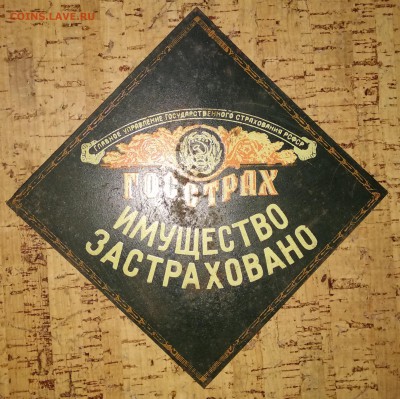 COINS.LAVE.RU
ГЛАВНОЕ УПРАВЛЕНИЕ ГОСУДАРСТВЕННОГО СТРАХОВАНИЯ РСФСР
ГОССТРАХ
ИМУЩЕСТВО
ЗАСТРАХОВАНО